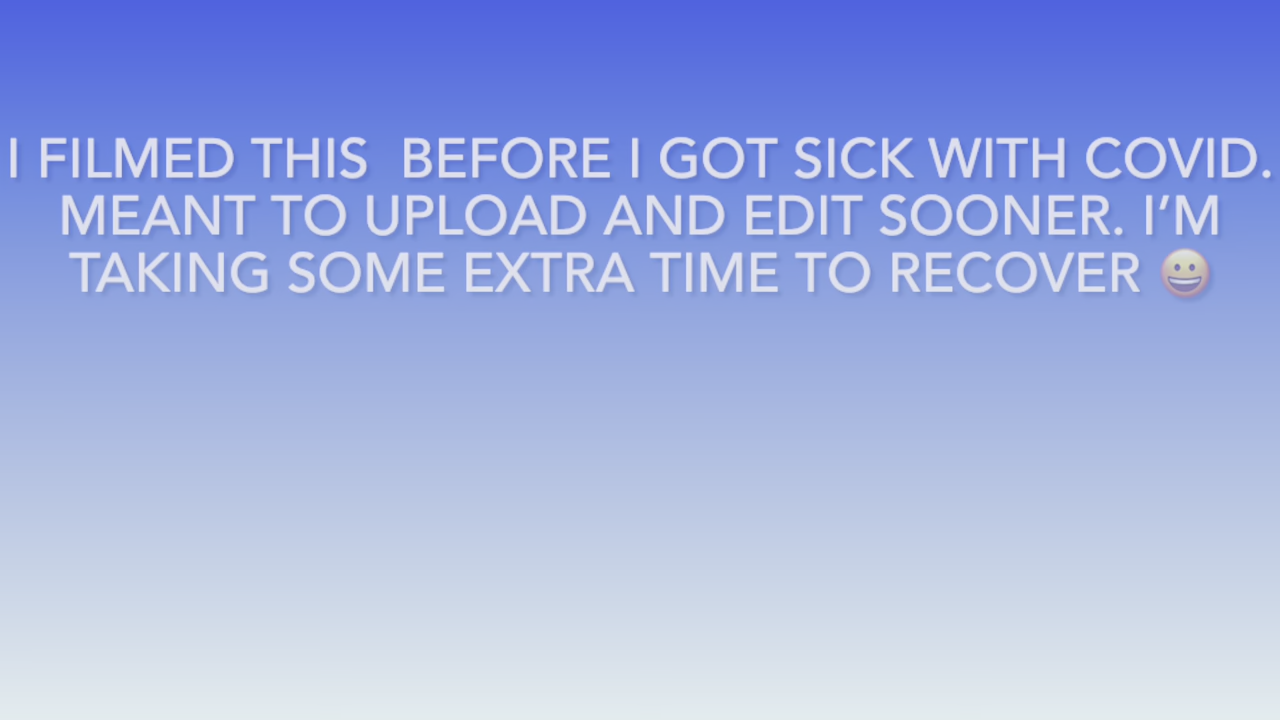 I FILMED THIS  BEFORE I GOT SICK WITH COVID.
MEANT TO UPLOAD AND EDIT SOONER. I’M
TAKING SOME EXTRA TIME TO RECOVER 😀